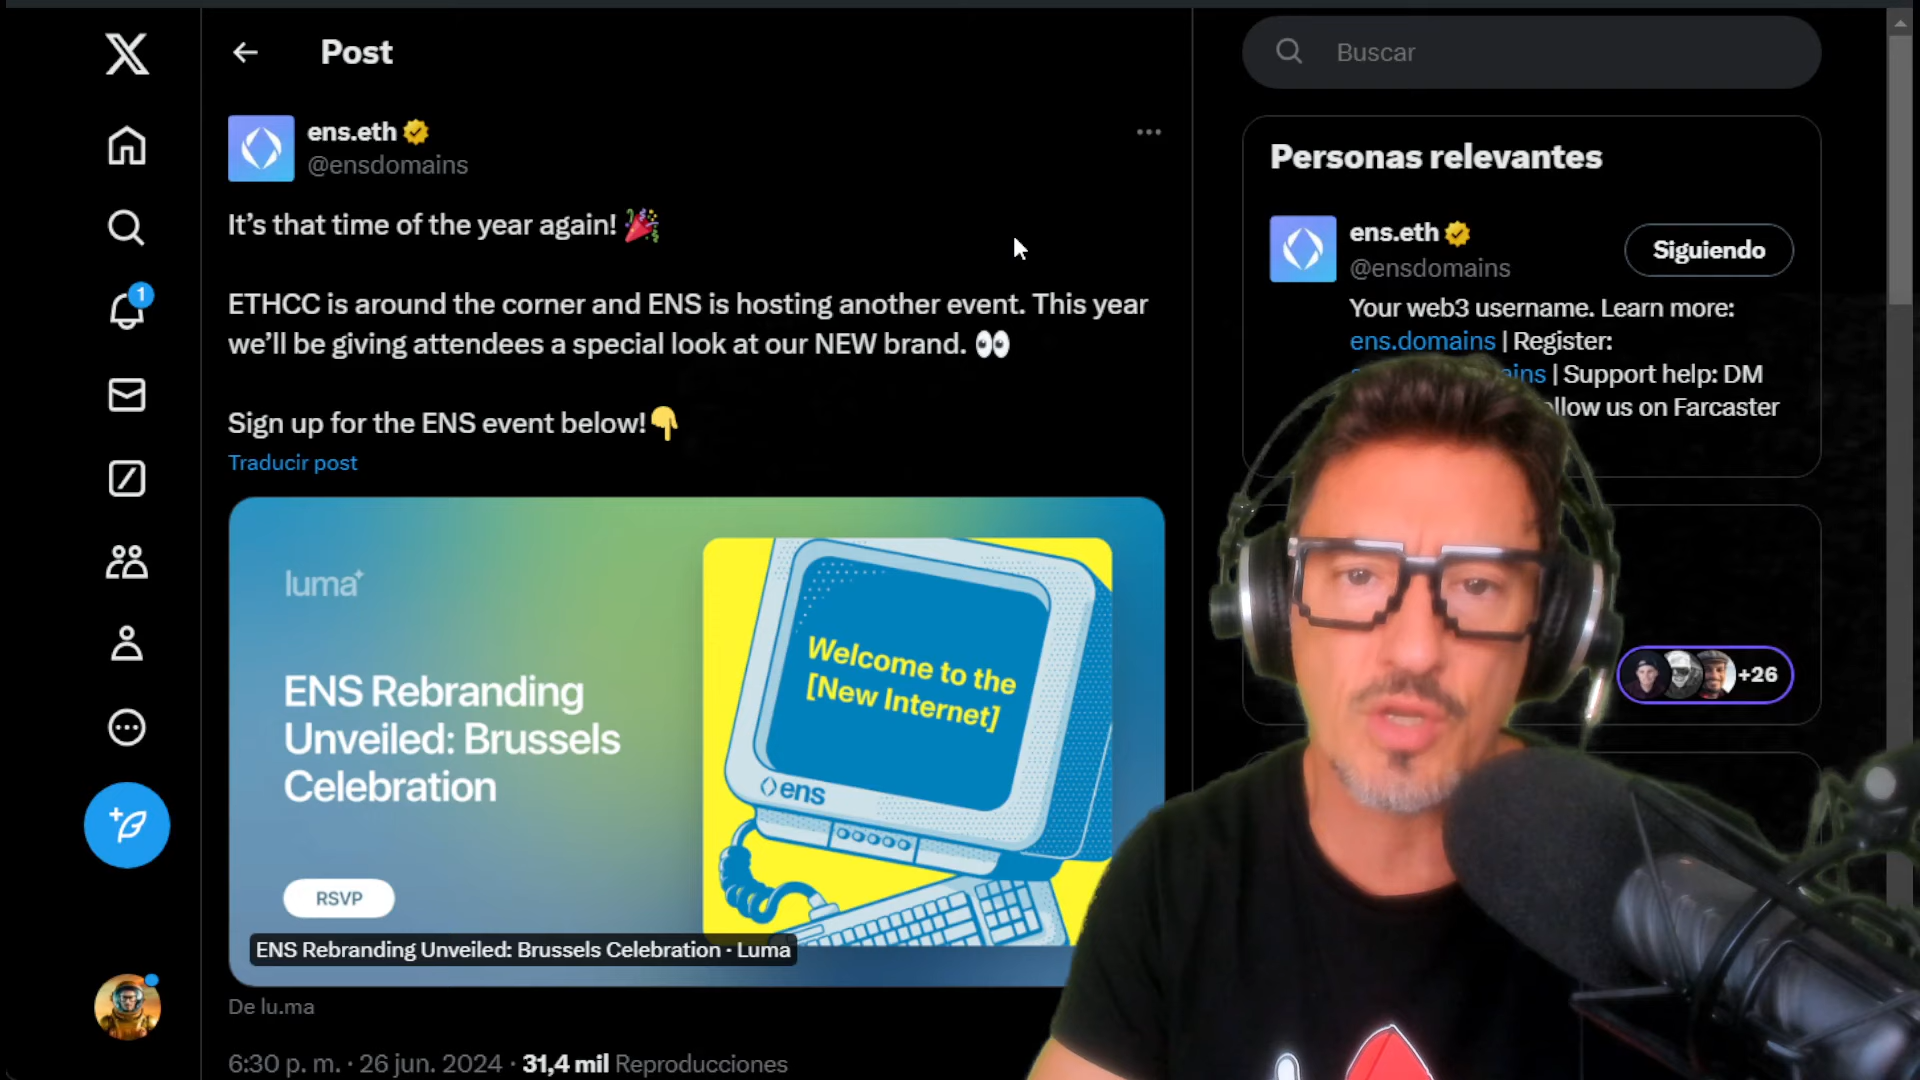 Post
Buscar
ens.eth
@ensdomains
It's that time of the year again! 🎉
ETHCC is around the corner and ENS is hosting another event. This year
we'll be giving attendees a special look at our NEW brand. 👀
Sign up for the ENS event below!👇
Traducir post
luma
ENS Rebranding
Unveiled: Brussels
Celebration
RSVP
Welcome to the
[New Internet]
ens
ENS Rebranding Unveiled: Brussels Celebration - Luma
De lu.ma
6:30 p. m. · 26 jun. 2024 · 31,4 mil Reproducciones
Personas relevantes
ens.eth
@ensdomains
Siguiendo
Your web3 username. Learn more:
ens.domains | Register:
| Support help: DM
us on Farcaster
+26
1